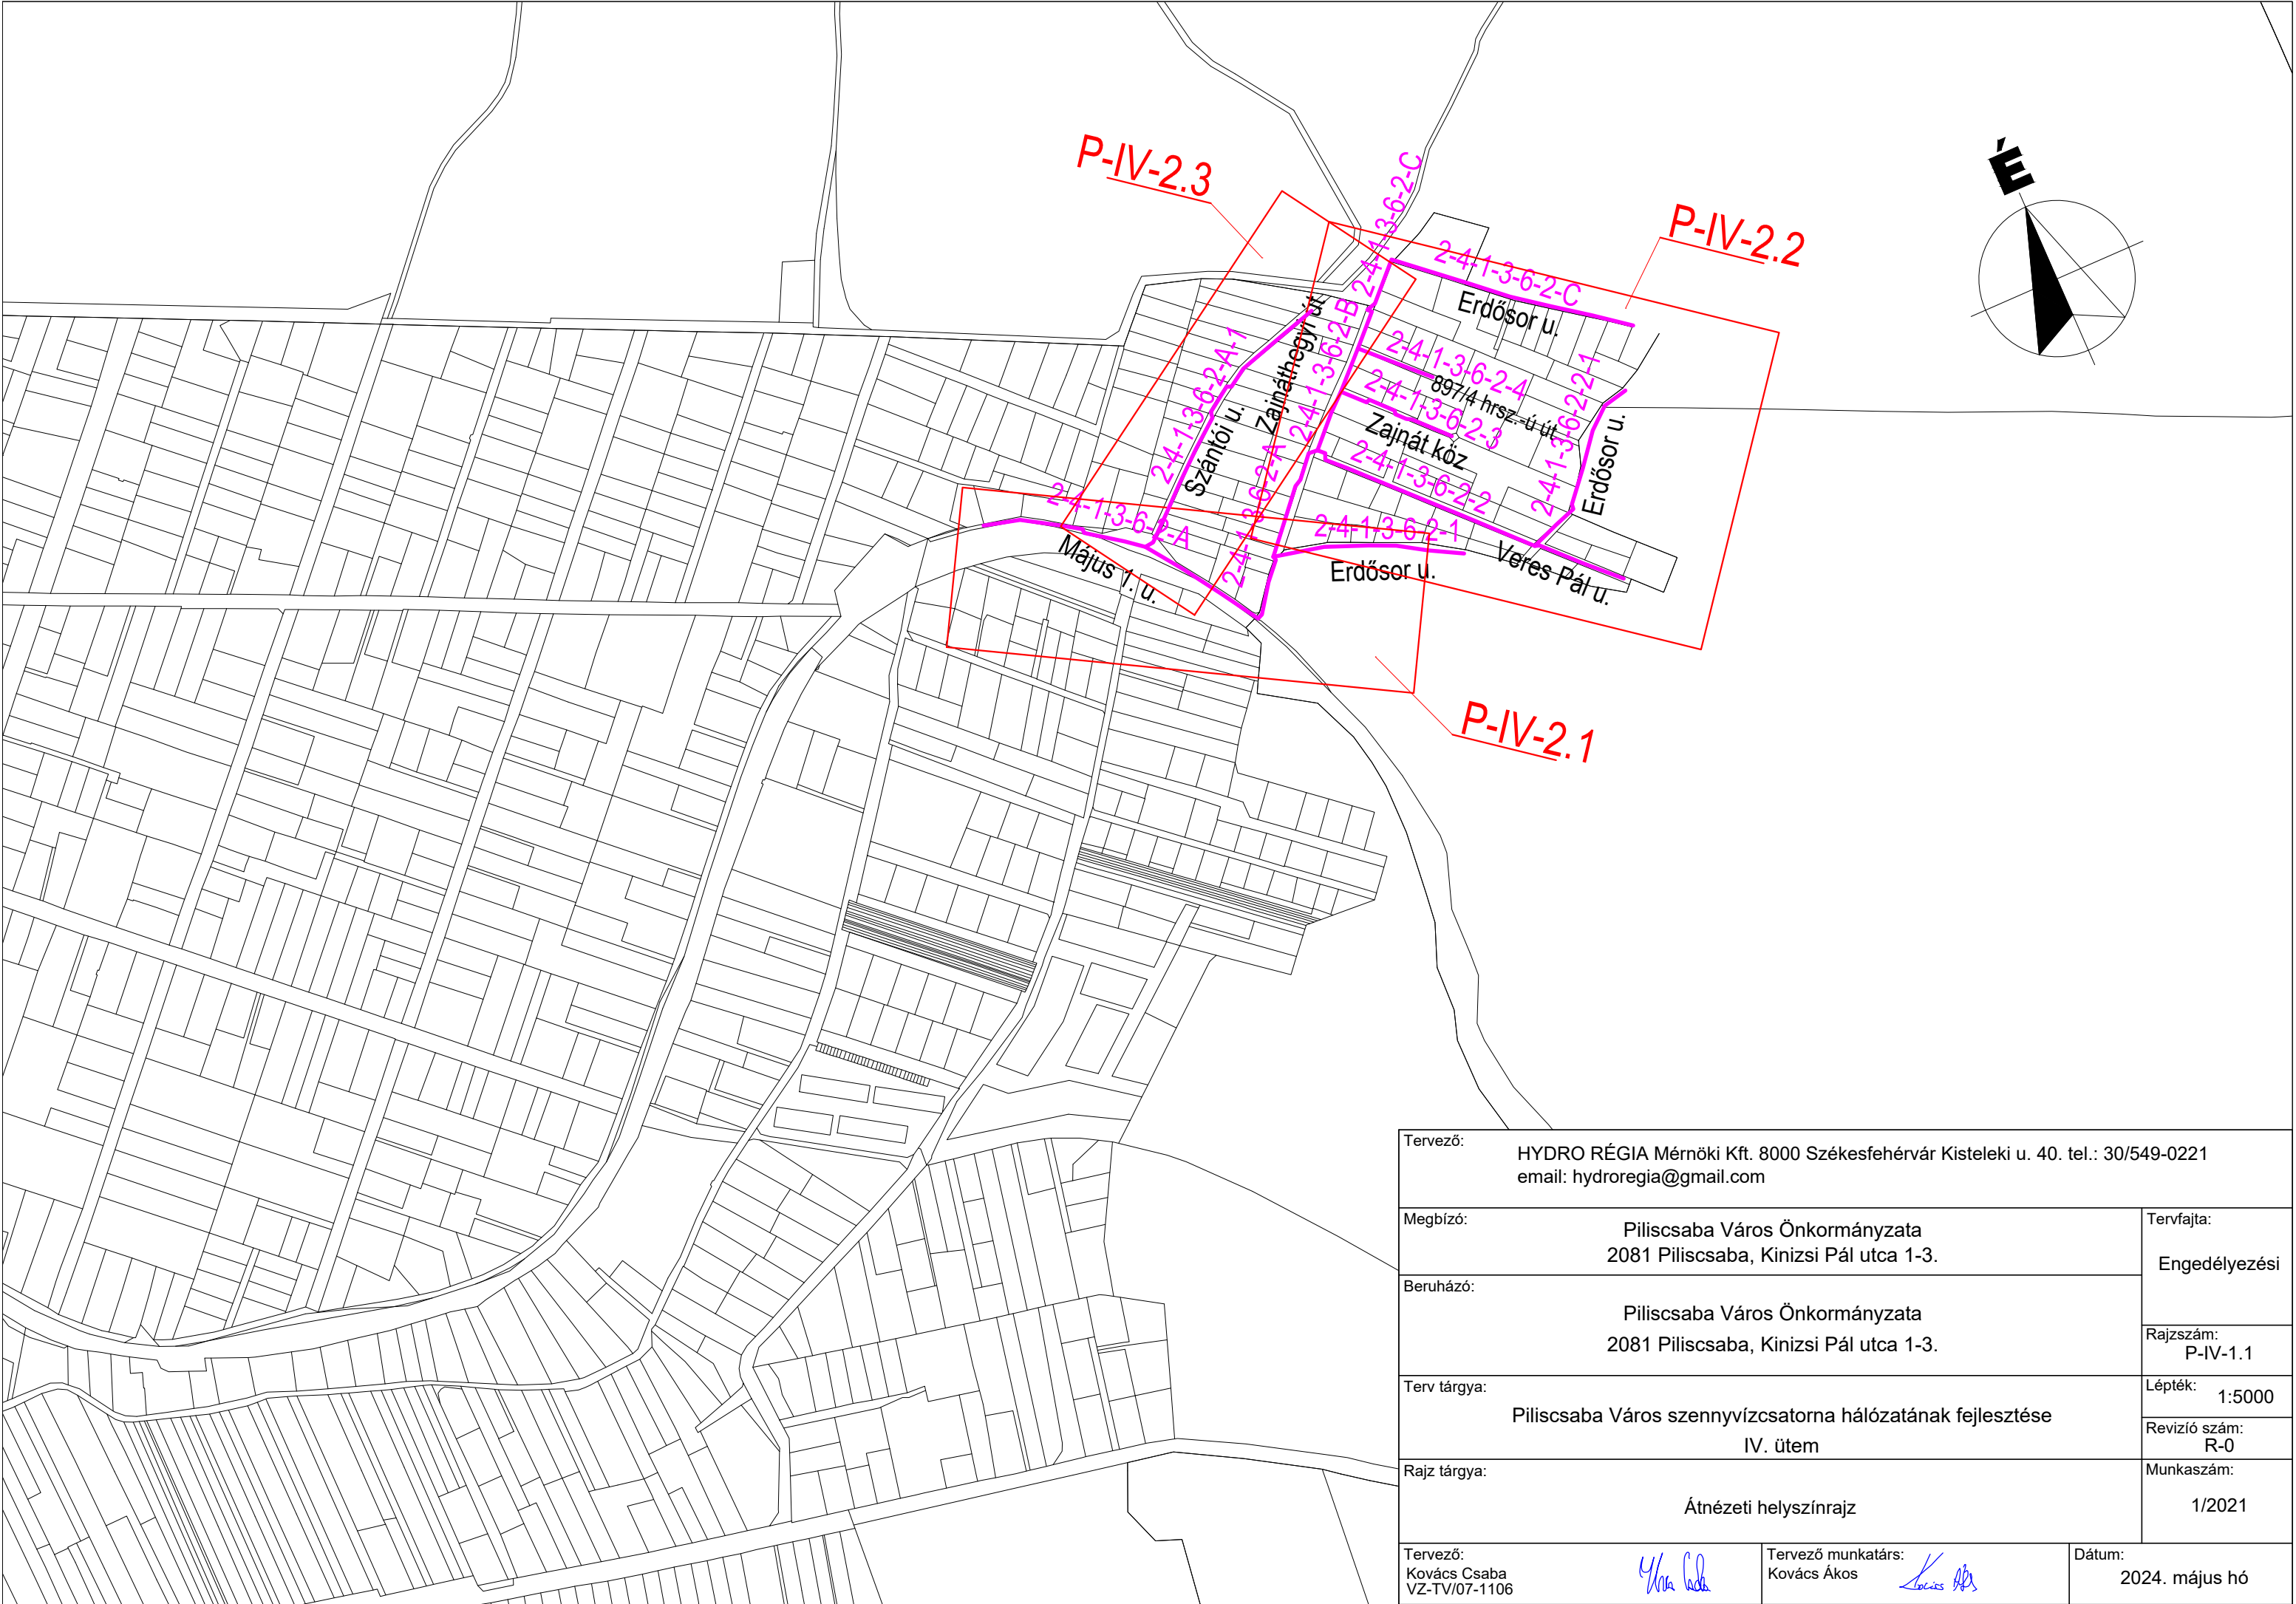 P-IV-2.3
2-4-1-3-6-2-C
P-IV-2.2
É
2-4-1-3-6-2-C
Erdősor u.
Zajnáthegyi út
2-4-1-3-6-2-B
2-4-1-3-6-2-A-1
Szántói u.
2-4-1-3-6-2-4
897/4 hrsz.-ú út
2-4-1-3-6-2-3
Zajnát köz
2-4-1-3-6-2-2-1
Erdősor u.
2-4-1-3-6-2-2
2-4-1-3-6-2-A
2-4-1-3-6-2-A
Május 1. u.
2-4-1-3-6-2-1
Erdősor u.
Veres Pál u.
P-IV-2.1
Tervező:
HYDRO RÉGIA Mérnöki Kft. 8000 Székesfehérvár Kisteleki u. 40. tel.: 30/549-0221
email: hydroregia@gmail.com
Megbízó:
Piliscsaba Város Önkormányzata
2081 Piliscsaba, Kinizsi Pál utca 1-3.
Tervfajta:
Engedélyezési
Beruházó:
Piliscsaba Város Önkormányzata
2081 Piliscsaba, Kinizsi Pál utca 1-3.
Rajzszám:
P-IV-1.1
Terv tárgya:
Piliscsaba Város szennyvízcsatorna hálózatának fejlesztése
IV. ütem
Lépték: 1:5000
Revizíó szám:
R-0
Rajz tárgya:
Átnézeti helyszínrajz
Munkaszám:
1/2021
Tervező:
Kovács Csaba
VZ-TV/07-1106
Tervező munkatárs:
Kovács Ákos
Dátum:
2024. május hó